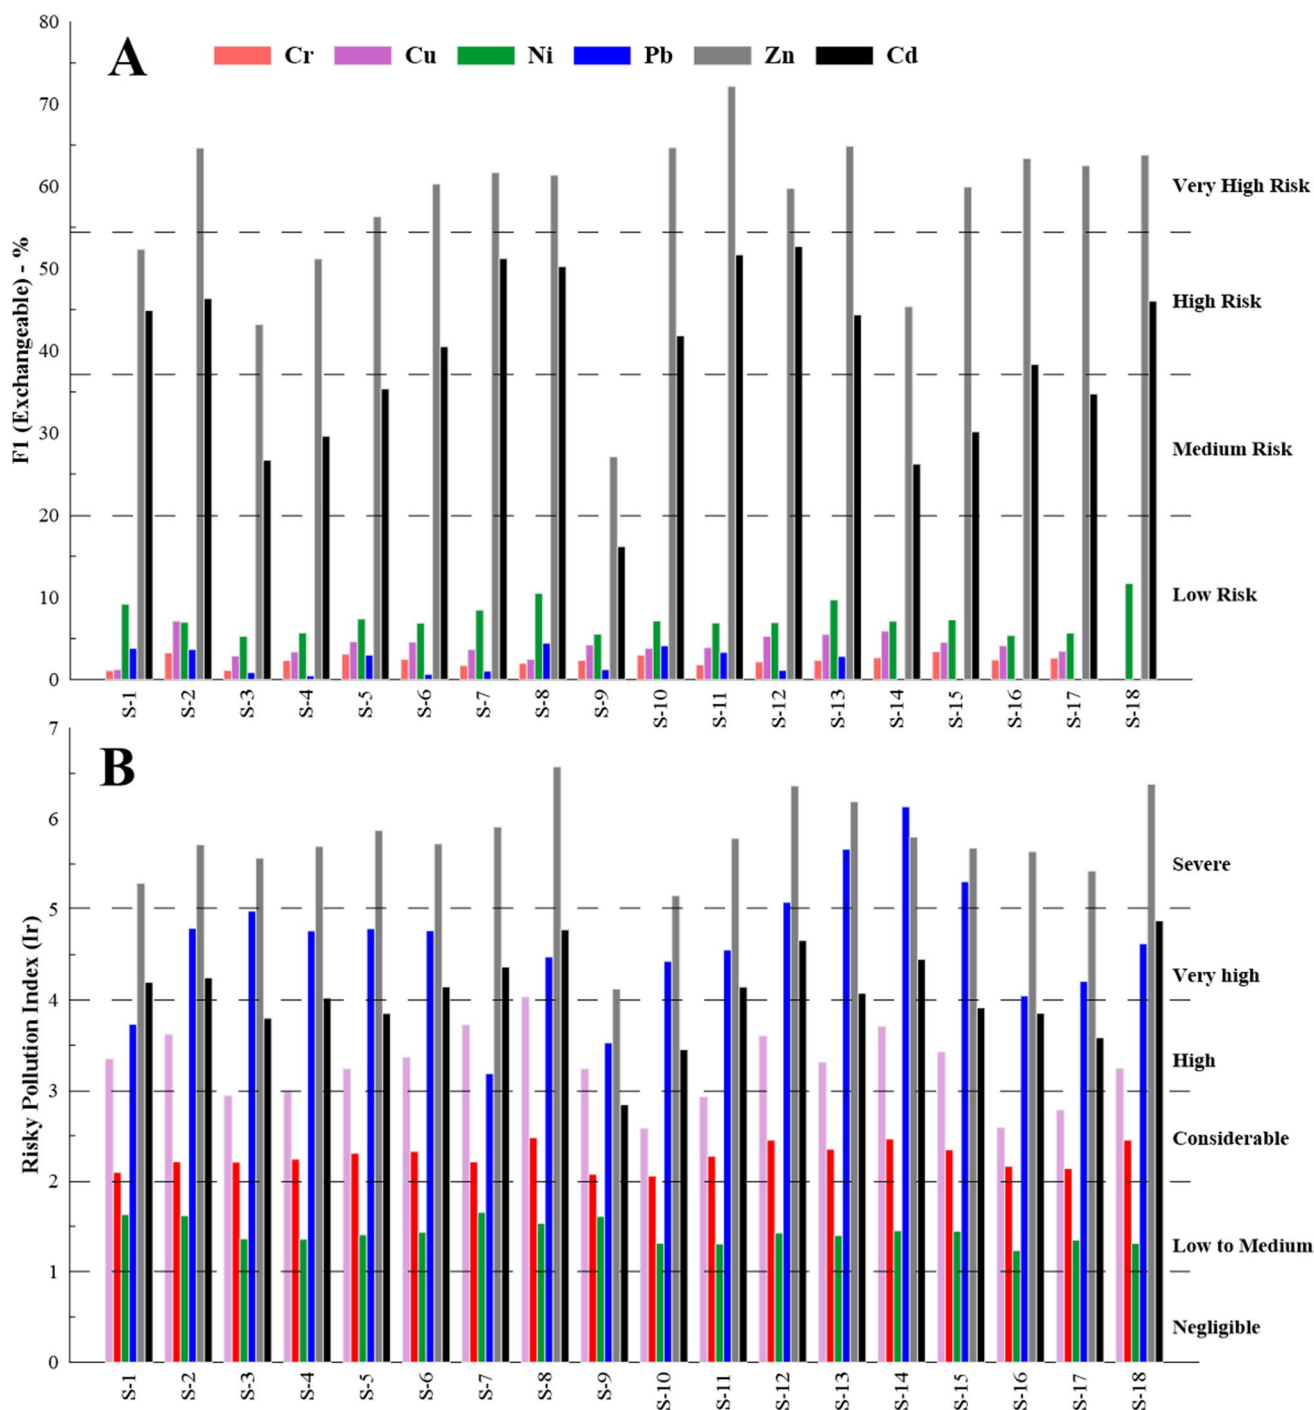 A
Cr Cu Ni Pb Zn Cd
80
70
60
50
40
30
20
10
0
F1 (Exchangeable) - %
Very High Risk
High Risk
Medium Risk
Low Risk
S-1 S-2 S-3 S-4 S-5 S-6 S-7 S-8 S-9 S-10 S-11 S-12 S-13 S-14 S-15 S-16 S-17 S-18
B
7
6
5
4
3
2
1
0
Risky Pollution Index (Ir)
Severe
Very high
High
Considerable
Low to Medium
Negligible
S-1 S-2 S-3 S-4 S-5 S-6 S-7 S-8 S-9 S-10 S-11 S-12 S-13 S-14 S-15 S-16 S-17 S-18